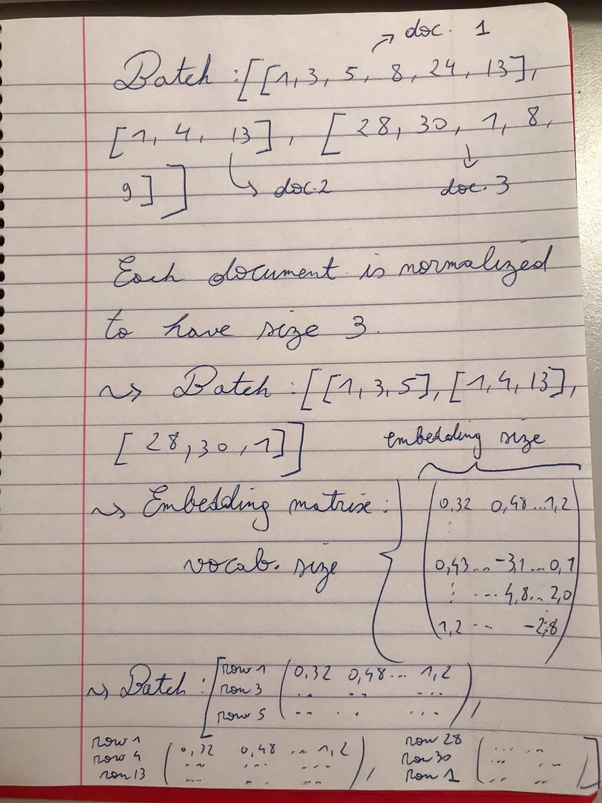 doc. 1
Batch : [[1, 3, 5, 8, 24, 13],
[1, 4, 13], [28, 30, 1, 8,
9]]
doc. 2
doc. 3
Each document is normalized
to have size 3.
~> Batch : [[1, 3, 5], [1, 4, 13],
[28, 30, 1]]
embedding size
~> Embedding matrix :
vocab. size
0,32 0,48 ... 1,2
0,43 ... -3,1 ... 0,1
... 4,8 ... 2,0
1,2 ... -2,8
~> Batch : [row 1 (0,32 0,48 ... 1,2
row 3
row 5 ),
row 1
row 4 (0,32 0,48 ... 1,2
row 13 ),
row 28
row 30
row 1 ( ... )]